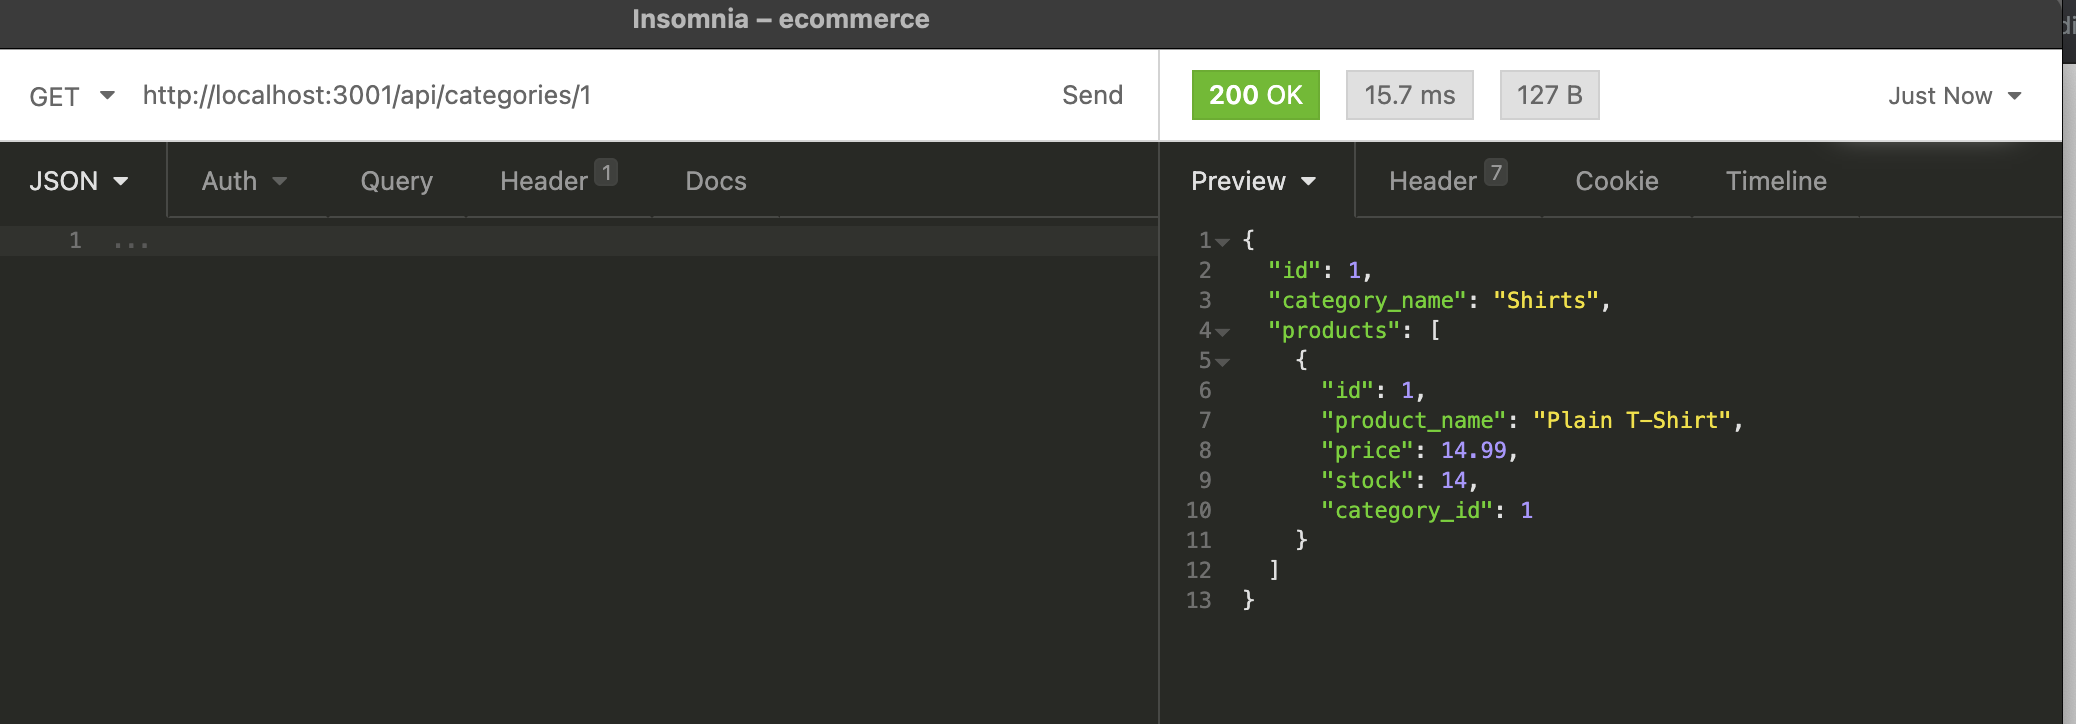 Insomnia – ecommerce
di
GET http://localhost:3001/api/categories/1 Send 200 OK 15.7 ms 127 B Just Now
JSON Auth Query Header 1 Docs Preview Header 7 Cookie Timeline
1 ...
1 {
2 "id": 1,
3 "category_name": "Shirts",
4 "products": [
5 {
6 "id": 1,
7 "product_name": "Plain T-Shirt",
8 "price": 14.99,
9 "stock": 14,
10 "category_id": 1
11 }
12 ]
13 }